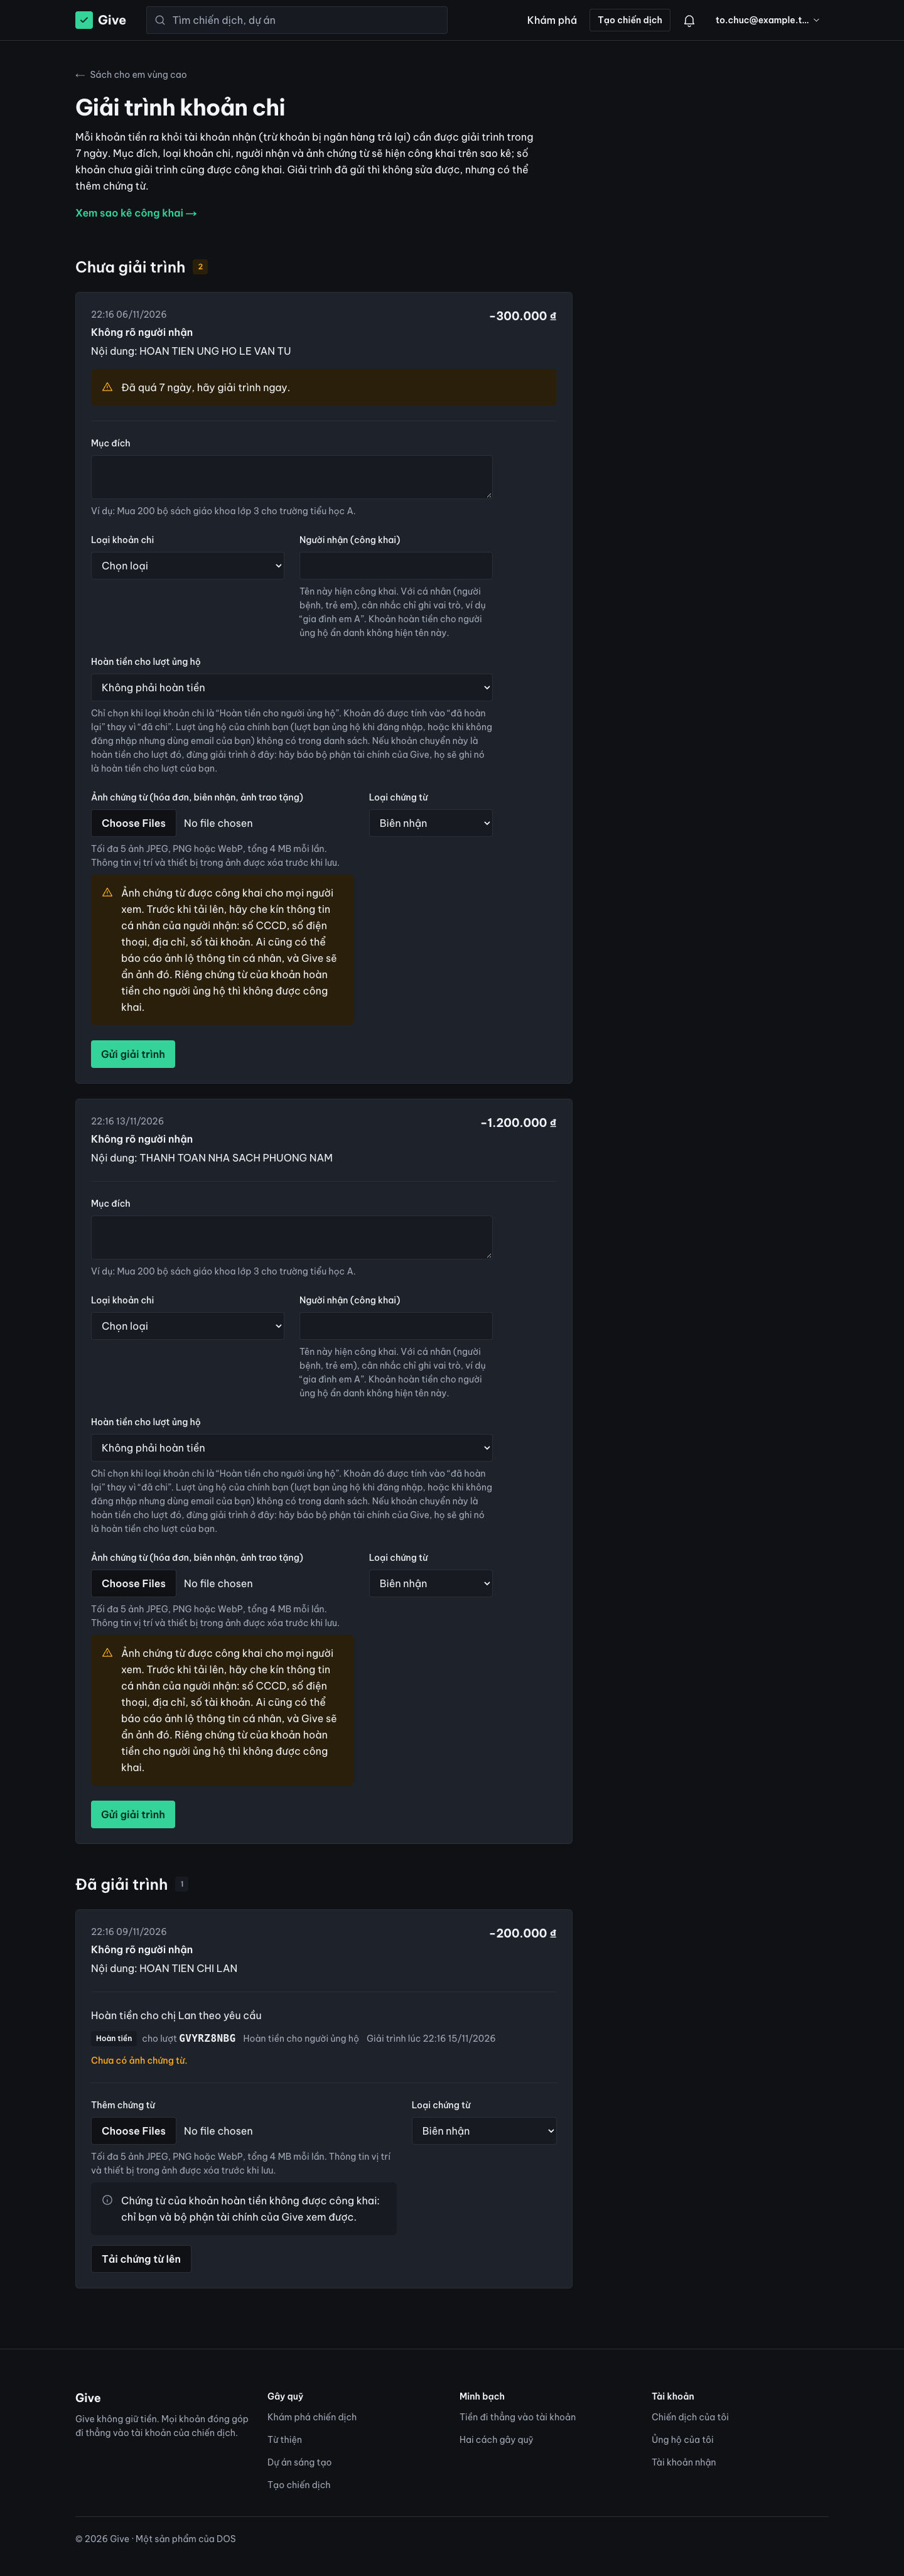 Give
Tìm chiến dịch, dự án
Khám phá
Tạo chiến dịch
to.chuc@example.t...
← Sách cho em vùng cao
Giải trình khoản chi
Mỗi khoản tiền ra khỏi tài khoản nhận (trừ khoản bị ngân hàng trả lại) cần được giải trình trong
7 ngày. Mục đích, loại khoản chi, người nhận và ảnh chứng từ sẽ hiện công khai trên sao kê; số
khoản chưa giải trình cũng được công khai. Giải trình đã gửi thì không sửa được, nhưng có thể
thêm chứng từ.
Xem sao kê công khai →
Chưa giải trình 2
22:16 06/11/2026
-300.000 ₫
Không rõ người nhận
Nội dung: HOAN TIEN UNG HO LE VAN TU
Đã quá 7 ngày, hãy giải trình ngay.
Mục đích
Ví dụ: Mua 200 bộ sách giáo khoa lớp 3 cho trường tiểu học A.
Loại khoản chi
Người nhận (công khai)
Chọn loại
Tên này hiện công khai. Với cá nhân (người
bệnh, trẻ em), cân nhắc chỉ ghi vai trò, ví dụ
“gia đình em A”. Khoản hoàn tiền cho người
ủng hộ ẩn danh không hiện tên này.
Hoàn tiền cho lượt ủng hộ
Không phải hoàn tiền
Chỉ chọn khi loại khoản chi là “Hoàn tiền cho người ủng hộ”. Khoản đó được tính vào “đã hoàn
lại” thay vì “đã chi”. Lượt ủng hộ của chính bạn (lượt bạn ủng hộ khi đăng nhập, hoặc khi không
đăng nhập nhưng dùng email của bạn) không có trong danh sách. Nếu khoản chuyển này là
hoàn tiền cho lượt đó, đừng giải trình ở đây: hãy báo bộ phận tài chính của Give, họ sẽ ghi nó
là hoàn tiền cho lượt của bạn.
Ảnh chứng từ (hóa đơn, biên nhận, ảnh trao tặng)
Loại chứng từ
Choose Files No file chosen
Biên nhận
Tối đa 5 ảnh JPEG, PNG hoặc WebP, tổng 4 MB mỗi lần.
Thông tin vị trí và thiết bị trong ảnh được xóa trước khi lưu.
Ảnh chứng từ được công khai cho mọi người
xem. Trước khi tải lên, hãy che kín thông tin
cá nhân của người nhận: số CCCD, số điện
thoại, địa chỉ, số tài khoản. Ai cũng có thể
báo cáo ảnh lộ thông tin cá nhân, và Give sẽ
ẩn ảnh đó. Riêng chứng từ của khoản hoàn
tiền cho người ủng hộ thì không được công
khai.
Gửi giải trình
22:16 13/11/2026
-1.200.000 ₫
Không rõ người nhận
Nội dung: THANH TOAN NHA SACH PHUONG NAM
Mục đích
Ví dụ: Mua 200 bộ sách giáo khoa lớp 3 cho trường tiểu học A.
Loại khoản chi
Người nhận (công khai)
Chọn loại
Tên này hiện công khai. Với cá nhân (người
bệnh, trẻ em), cân nhắc chỉ ghi vai trò, ví dụ
“gia đình em A”. Khoản hoàn tiền cho người
ủng hộ ẩn danh không hiện tên này.
Hoàn tiền cho lượt ủng hộ
Không phải hoàn tiền
Chỉ chọn khi loại khoản chi là “Hoàn tiền cho người ủng hộ”. Khoản đó được tính vào “đã hoàn
lại” thay vì “đã chi”. Lượt ủng hộ của chính bạn (lượt bạn ủng hộ khi đăng nhập, hoặc khi không
đăng nhập nhưng dùng email của bạn) không có trong danh sách. Nếu khoản chuyển này là
hoàn tiền cho lượt đó, đừng giải trình ở đây: hãy báo bộ phận tài chính của Give, họ sẽ ghi nó
là hoàn tiền cho lượt của bạn.
Ảnh chứng từ (hóa đơn, biên nhận, ảnh trao tặng)
Loại chứng từ
Choose Files No file chosen
Biên nhận
Tối đa 5 ảnh JPEG, PNG hoặc WebP, tổng 4 MB mỗi lần.
Thông tin vị trí và thiết bị trong ảnh được xóa trước khi lưu.
Ảnh chứng từ được công khai cho mọi người
xem. Trước khi tải lên, hãy che kín thông tin
cá nhân của người nhận: số CCCD, số điện
thoại, địa chỉ, số tài khoản. Ai cũng có thể
báo cáo ảnh lộ thông tin cá nhân, và Give sẽ
ẩn ảnh đó. Riêng chứng từ của khoản hoàn
tiền cho người ủng hộ thì không được công
khai.
Gửi giải trình
Đã giải trình 1
22:16 09/11/2026
-200.000 ₫
Không rõ người nhận
Nội dung: HOAN TIEN CHI LAN
Hoàn tiền cho chị Lan theo yêu cầu
Hoàn tiền cho lượt GVYRZ8NBG Hoàn tiền cho người ủng hộ Giải trình lúc 22:16 15/11/2026
Chưa có ảnh chứng từ.
Thêm chứng từ
Loại chứng từ
Choose Files No file chosen
Biên nhận
Tối đa 5 ảnh JPEG, PNG hoặc WebP, tổng 4 MB mỗi lần. Thông tin vị trí
và thiết bị trong ảnh được xóa trước khi lưu.
Chứng từ của khoản hoàn tiền không được công khai:
chỉ bạn và bộ phận tài chính của Give xem được.
Tải chứng từ lên
Give
Give không giữ tiền. Mọi khoản đóng góp
đi thẳng vào tài khoản của chiến dịch.
Gây quỹ
Khám phá chiến dịch
Từ thiện
Dự án sáng tạo
Tạo chiến dịch
Minh bạch
Tiền đi thẳng vào tài khoản
Hai cách gây quỹ
Tài khoản
Chiến dịch của tôi
Ủng hộ của tôi
Tài khoản nhận
© 2026 Give · Một sản phẩm của DOS